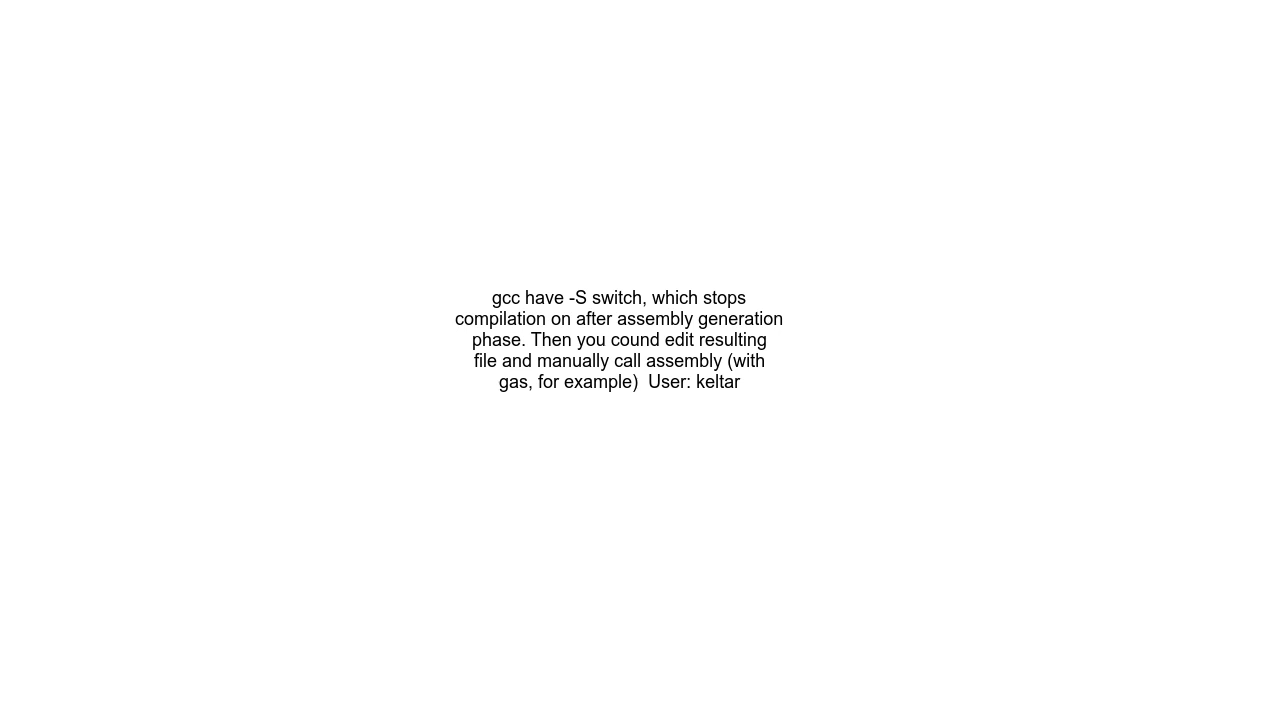 gcc have -S switch, which stops
compilation on after assembly generation
phase. Then you cound edit resulting
file and manually call assembly (with
gas, for example)  User: keltar